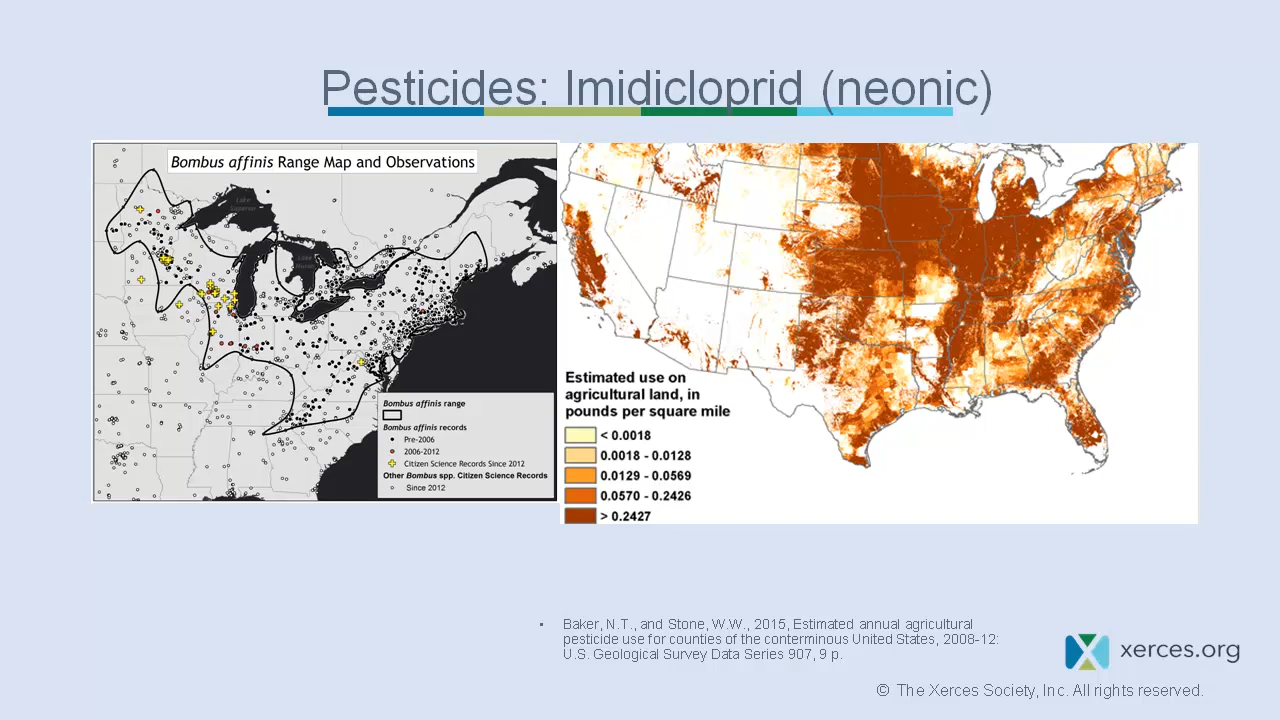 Pesticides: Imidicloprid (neonic)
Bombus affinis Range Map and Observations
Lake
Superior
Lake
Huron
Bombus affinis range
Bombus affinis records
Pre-2006
2006-2012
Citizen Science Records Since 2012
Other Bombus spp. Citizen Science Records
Since 2012
Estimated use on
agricultural land, in
pounds per square mile
< 0.0018
0.0018 - 0.0128
0.0129 - 0.0569
0.0570 - 0.2426
> 0.2427
• Baker, N.T., and Stone, W.W., 2015, Estimated annual agricultural
pesticide use for counties of the conterminous United States, 2008-12:
U.S. Geological Survey Data Series 907, 9 p.
xerces.org
© The Xerces Society, Inc. All rights reserved.